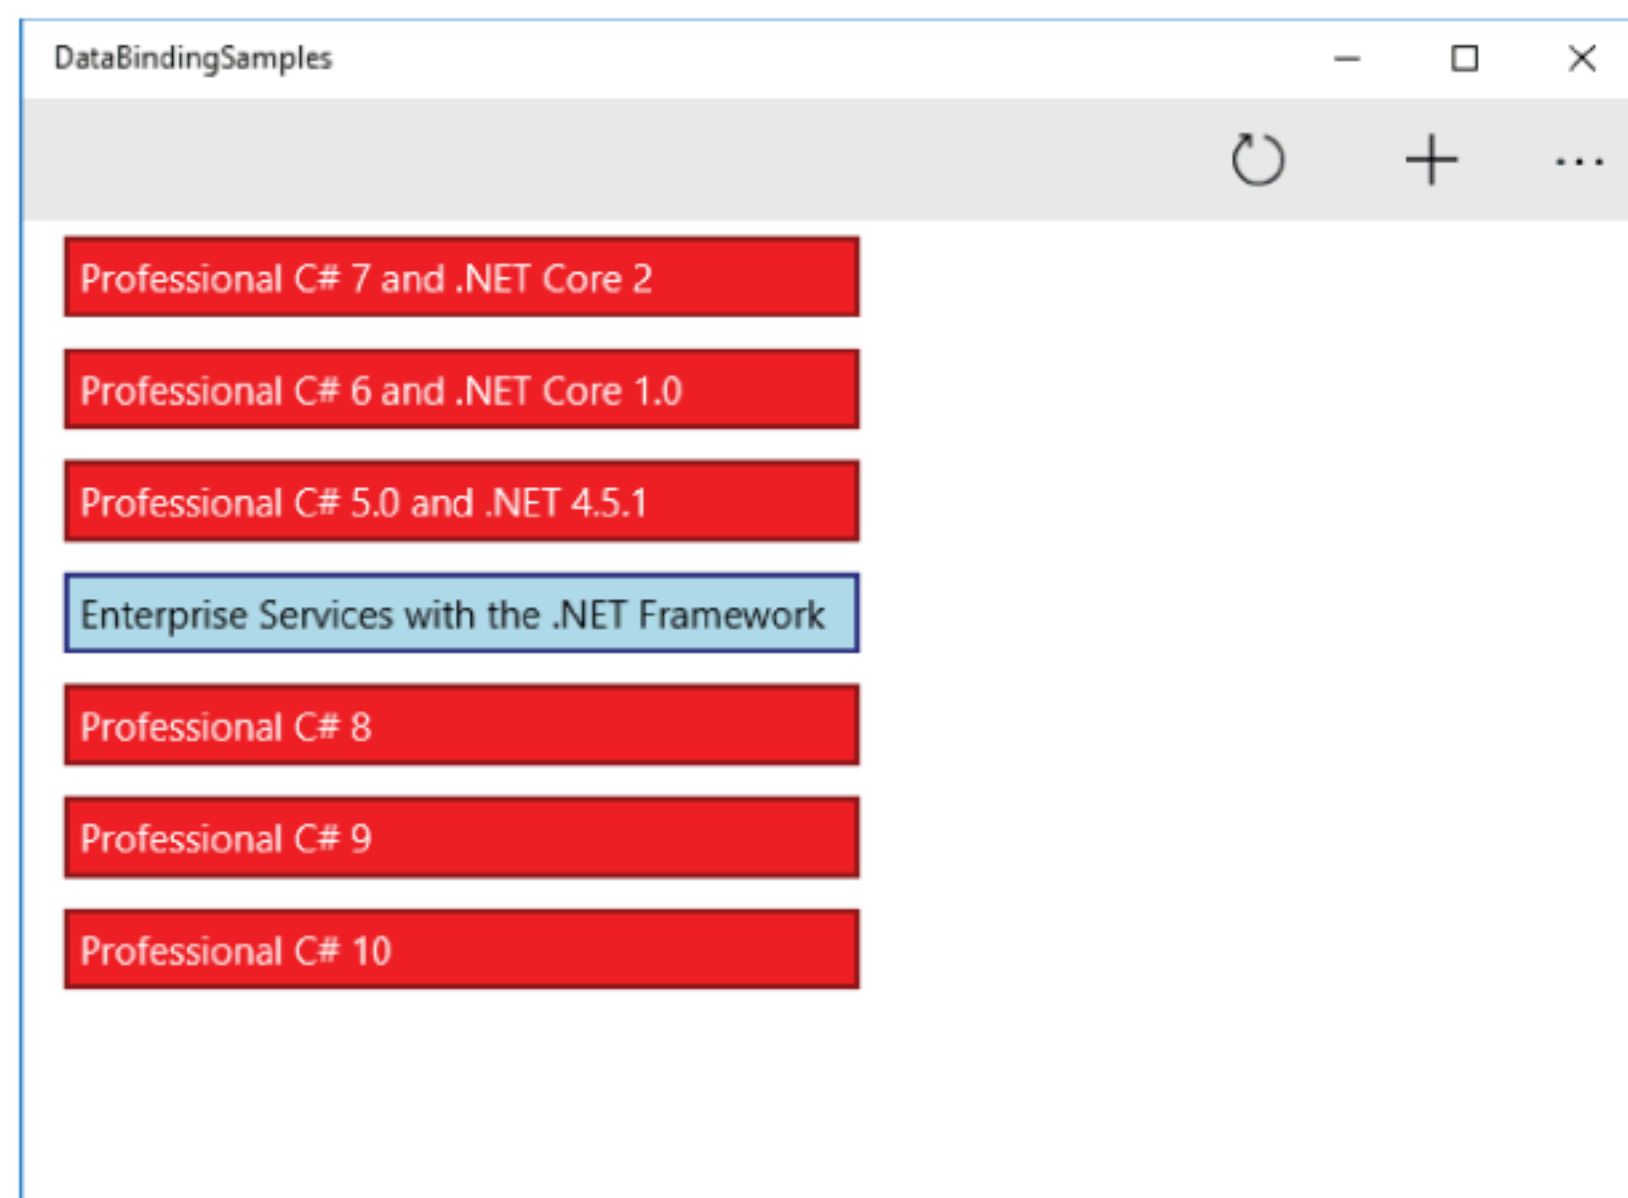 DataBindingSamples
Professional C# 7 and .NET Core 2
Professional C# 6 and .NET Core 1.0
Professional C# 5.0 and .NET 4.5.1
Enterprise Services with the .NET Framework
Professional C# 8
Professional C# 9
Professional C# 10